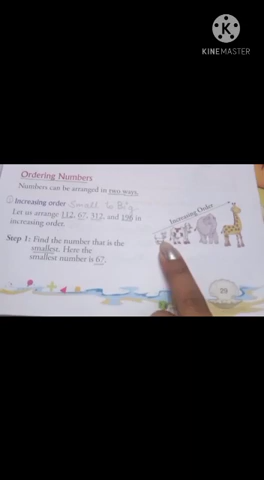 KINEMASTER
Ordering Numbers
Numbers can be arranged in two ways.
① Increasing order Small to Big
Let us arrange 112, 67, 312, and 198 in
increasing order.
Increasing Order
Step 1: Find the number that is the
smallest. Here the
smallest number is 67.
29